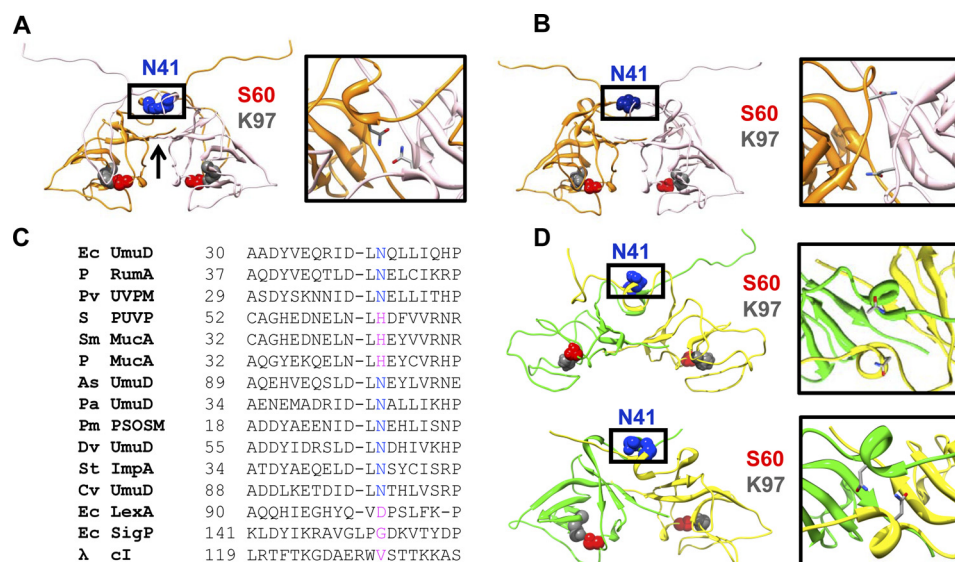 A
B
N41
S60
K97
N41
S60
K97
C
Ec UmuD 30 AADYVEQRID-LNQLLIQHP
P RumA 37 AQDYVEQTLD-LNELCIKRP
Pv UVPM 29 ASDYSKNNID-LNELLITHP
S PUVP 52 CAGHEDNELN-LHDFVVRNR
Sm MucA 32 CAGHEDNELN-LHEYVVRNR
P MucA 32 AQGYEKQELN-LHEYCVRHP
As UmuD 89 AQEHVEQSLD-LNEYLVRNE
Pa UmuD 34 AENEMADRID-LNALLIKHP
Pm PSOSM 18 ADDYAEENID-LNEHLISNP
Dv UmuD 55 ADDYIDRSLD-LNDHIVKHP
St ImpA 34 ATDYAEQELD-LNSYCISRP
Cv UmuD 88 ADDLKETDID-LNTHLVSRP
Ec LexA 90 AQQHIEGHYQ-VDPSLFK-P
Ec SigP 141 KLDYIKRAVGLPGDKVTYDP
λ cI 119 LRTFTKGDAERWVSTTKKAS
D
N41
S60
K97
N41
S60
K97